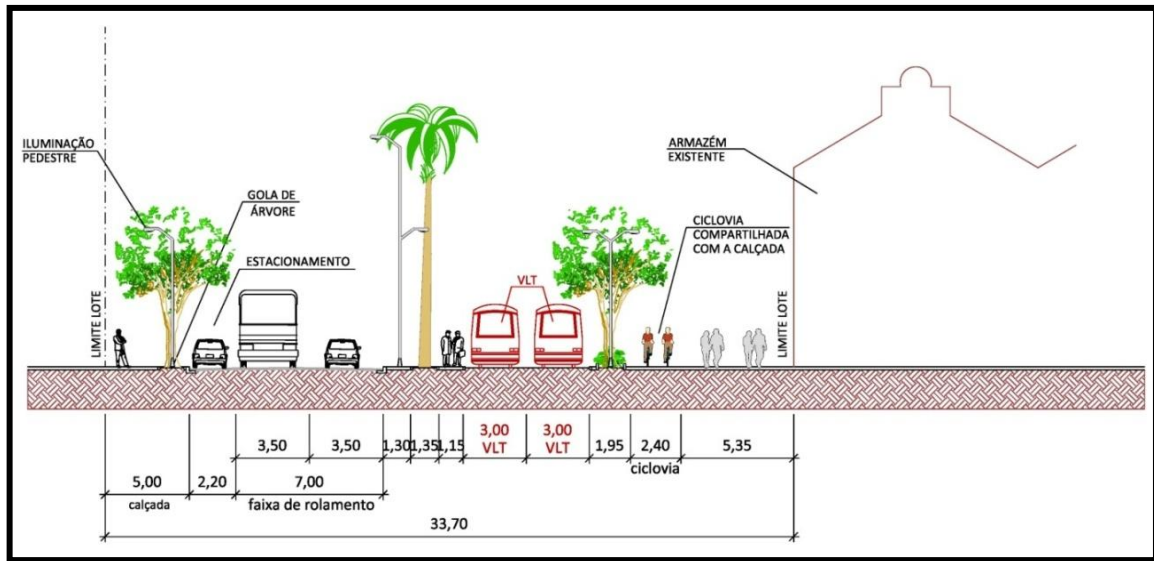 ILUMINAÇÃO
PEDESTRE
GOLA DE
ÁRVORE
ESTACIONAMENTO
LIMITE LOTE
VLT
ARMAZÉM
EXISTENTE
CICLOVIA
COMPARTILHADA
COM A CALÇADA
LIMITE LOTE
3,50
3,50
1,30
1,35
1,15
3,00
VLT
3,00
VLT
1,95
2,40
5,35
ciclovia
5,00
calçada
2,20
7,00
faixa de rolamento
33,70